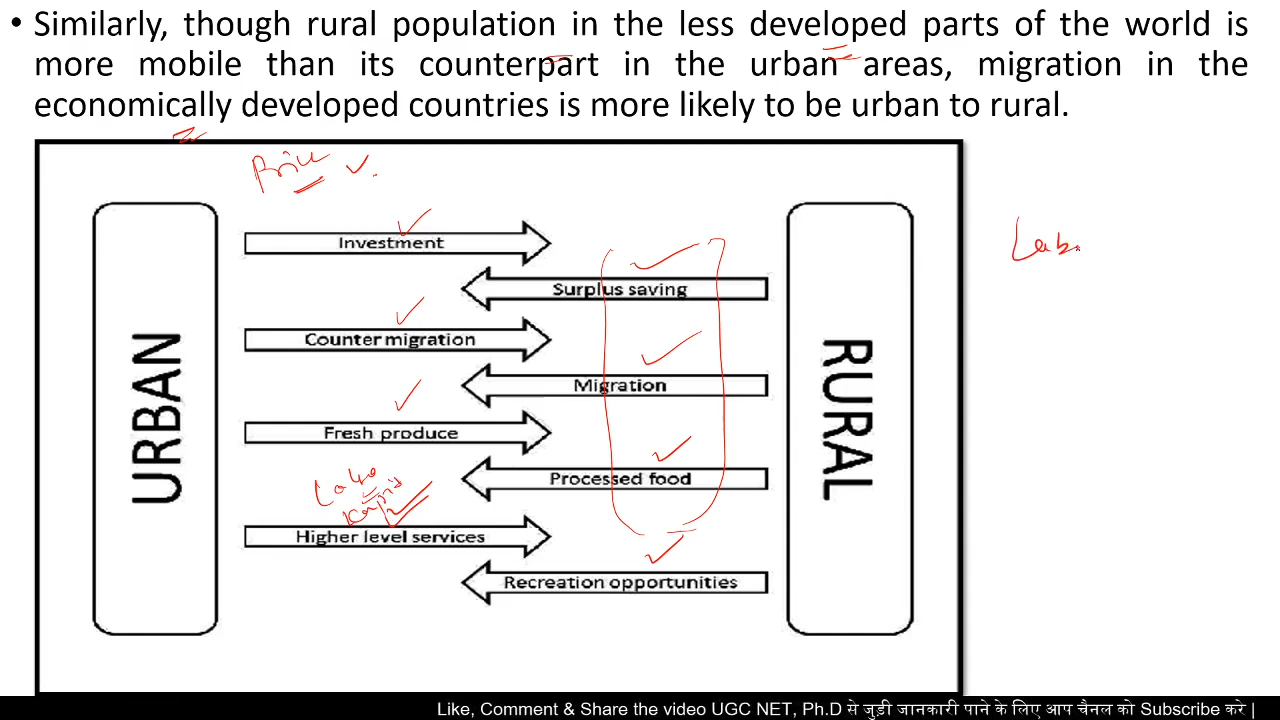 • Similarly, though rural population in the less developed parts of the world is
more mobile than its counterpart in the urban areas, migration in the
economically developed countries is more likely to be urban to rural.
URBAN
Investment
Surplus saving
Counter migration
Migration
Fresh produce
Processed food
Higher level services
Recreation opportunities
RURAL
Lab
Like, Comment & Share the video UGC NET, Ph.D से जुड़ी जानकारी पाने के लिए आप चैनल को Subscribe करे |